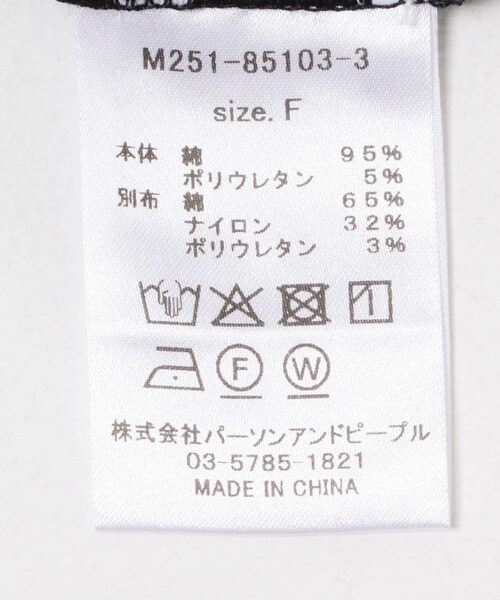 M251-85103-3
size. F
本体 綿 95%
ポリウレタン 5%
別布 綿 65%
ナイロン 32%
ポリウレタン 3%
F W
株式会社パーソンアンドピープル
03-5785-1821
MADE IN CHINA